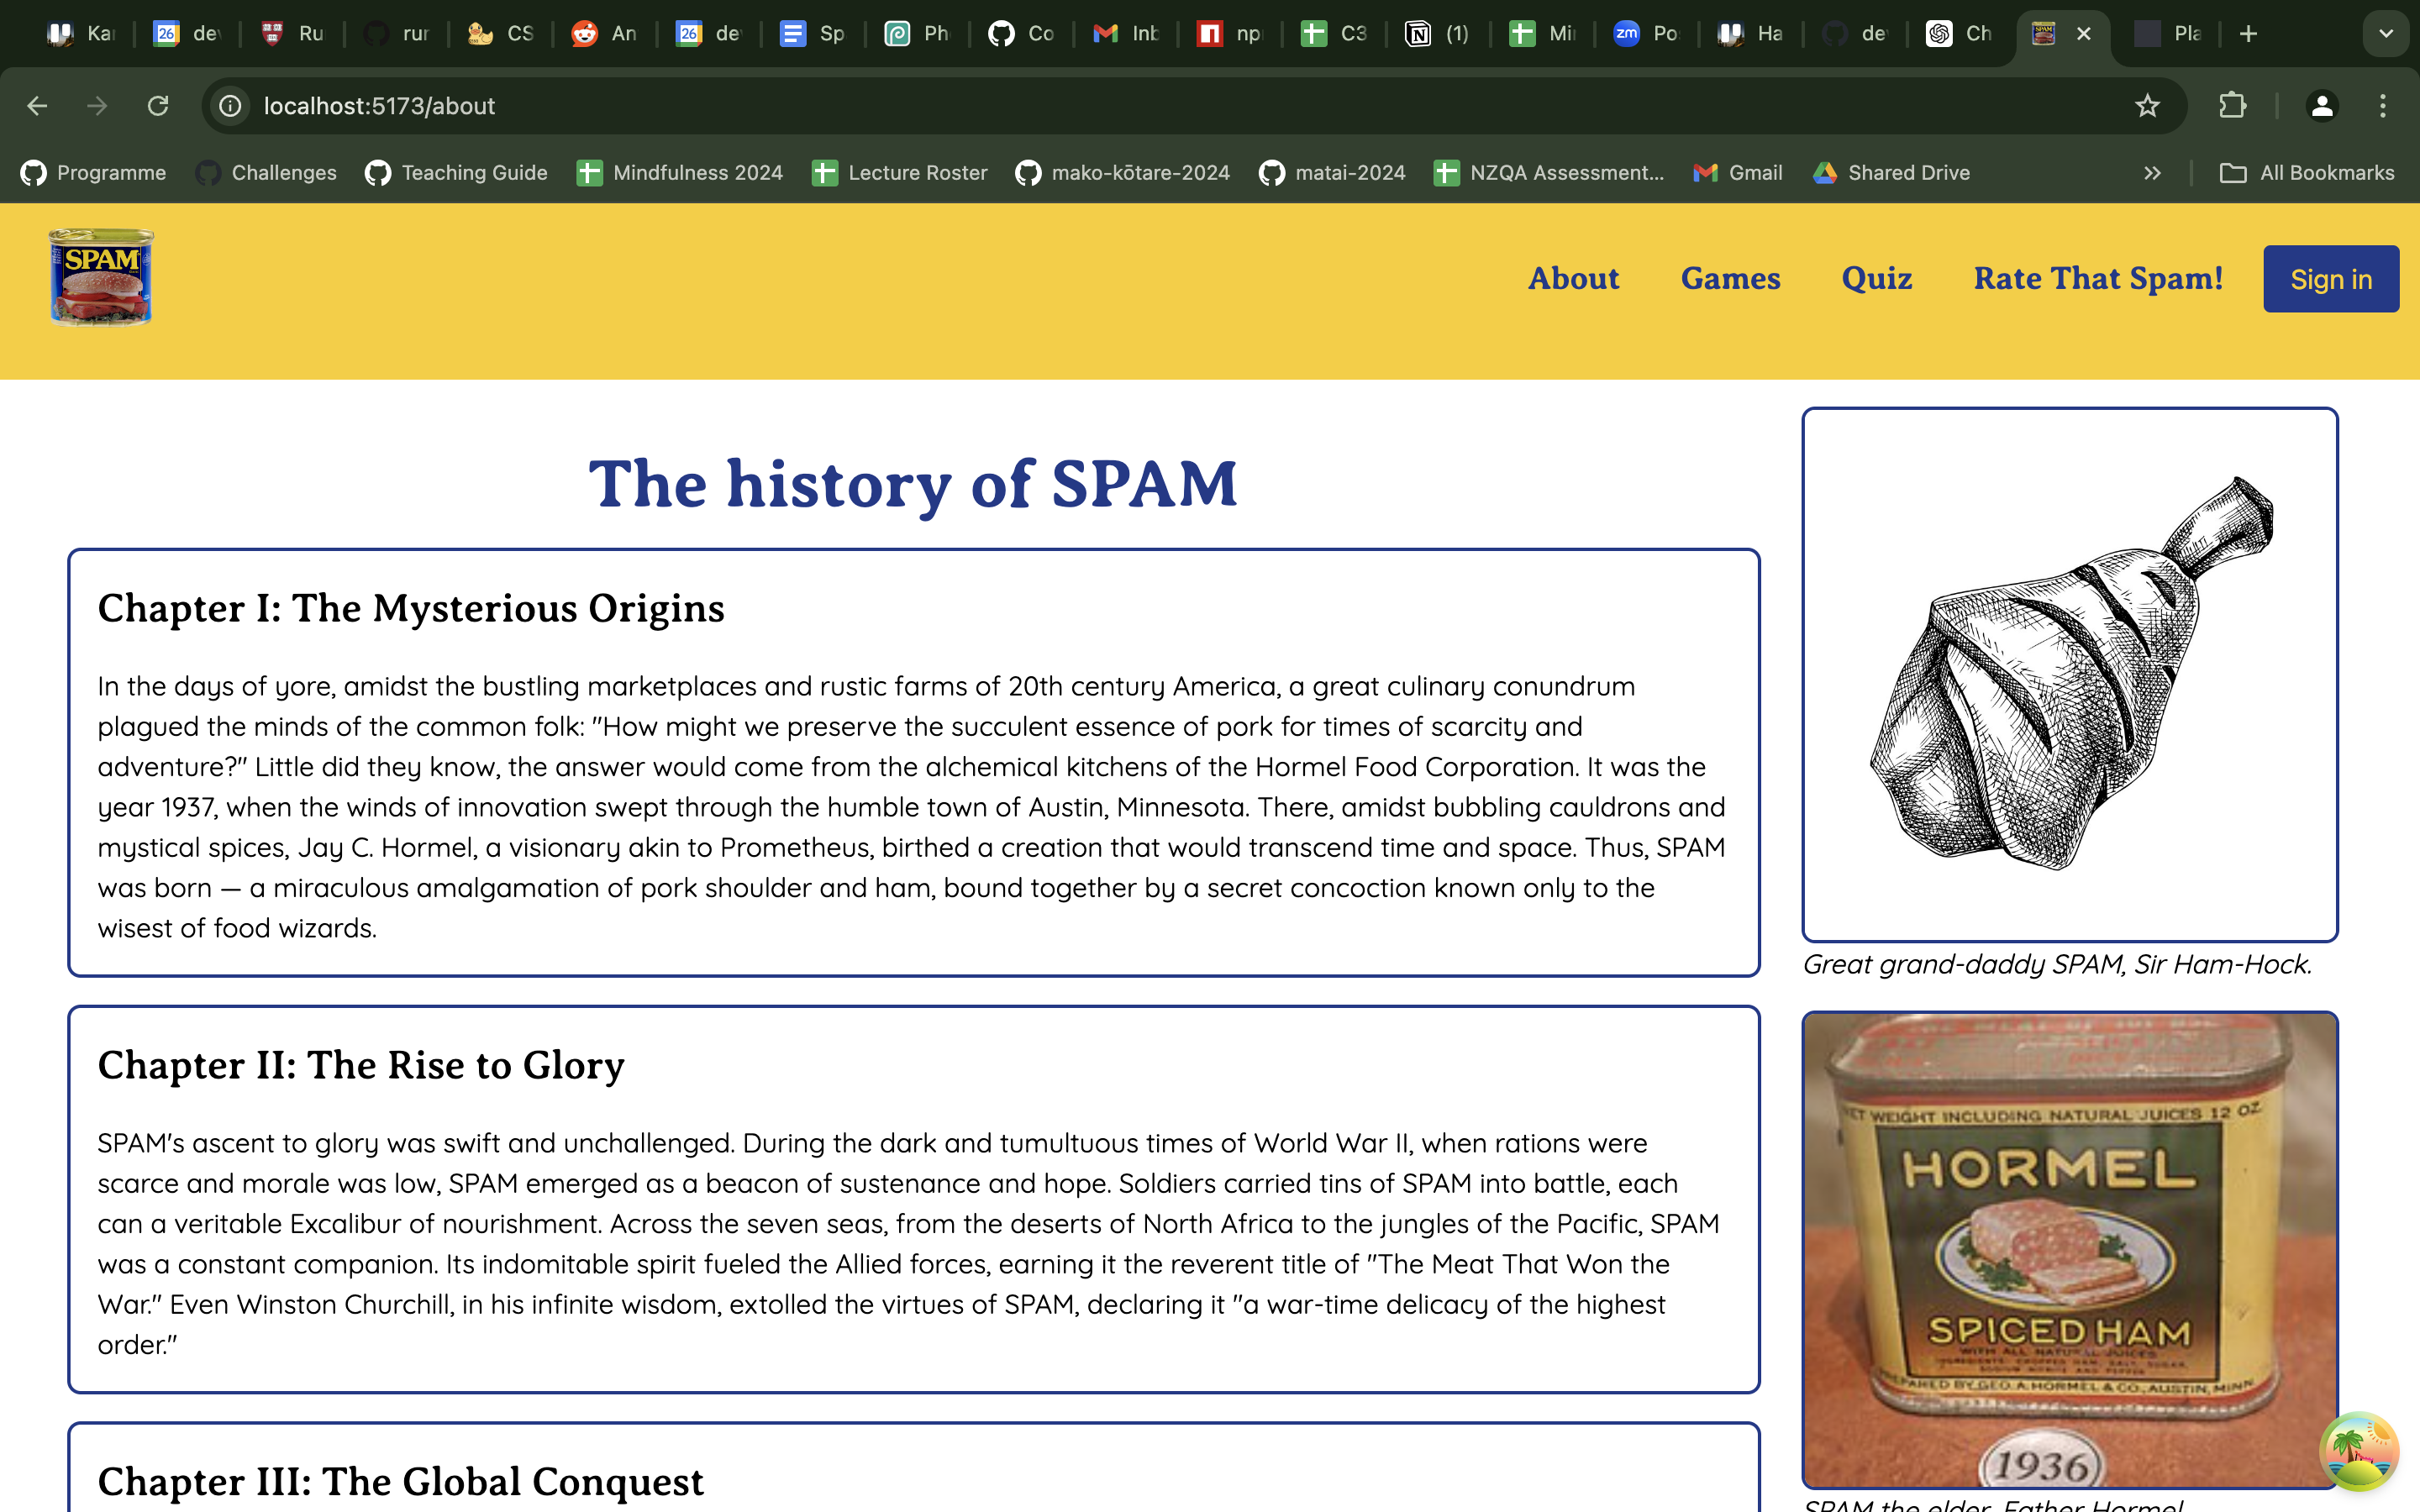 Ka
26 de
Ru
rur
CS
An
26 de
Sp
Ph
Co
Inb
np
C3
(1)
Mi
zm Po
Ha
de
Ch
Pla
localhost:5173/about
Programme
Challenges
Teaching Guide
Mindfulness 2024
Lecture Roster
mako-kōtare-2024
matai-2024
NZQA Assessment...
Gmail
Shared Drive
All Bookmarks
SPAM
About
Games
Quiz
Rate That Spam!
Sign in
The history of SPAM
Chapter I: The Mysterious Origins
In the days of yore, amidst the bustling marketplaces and rustic farms of 20th century America, a great culinary conundrum
plagued the minds of the common folk: "How might we preserve the succulent essence of pork for times of scarcity and
adventure?" Little did they know, the answer would come from the alchemical kitchens of the Hormel Food Corporation. It was the
year 1937, when the winds of innovation swept through the humble town of Austin, Minnesota. There, amidst bubbling cauldrons and
mystical spices, Jay C. Hormel, a visionary akin to Prometheus, birthed a creation that would transcend time and space. Thus, SPAM
was born — a miraculous amalgamation of pork shoulder and ham, bound together by a secret concoction known only to the
wisest of food wizards.
Chapter II: The Rise to Glory
SPAM's ascent to glory was swift and unchallenged. During the dark and tumultuous times of World War II, when rations were
scarce and morale was low, SPAM emerged as a beacon of sustenance and hope. Soldiers carried tins of SPAM into battle, each
can a veritable Excalibur of nourishment. Across the seven seas, from the deserts of North Africa to the jungles of the Pacific, SPAM
was a constant companion. Its indomitable spirit fueled the Allied forces, earning it the reverent title of "The Meat That Won the
War." Even Winston Churchill, in his infinite wisdom, extolled the virtues of SPAM, declaring it "a war-time delicacy of the highest
order."
Chapter III: The Global Conquest
Great grand-daddy SPAM, Sir Ham-Hock.
NET WEIGHT INCLUDING NATURAL JUICES 12 OZ.
HORMEL
SPICED HAM
WITH ALL NATURAL JUICES
PREPARED BY GEO. A. HORMEL & CO., AUSTIN, MINN.
1936
SPAM the elder, Father Hormel